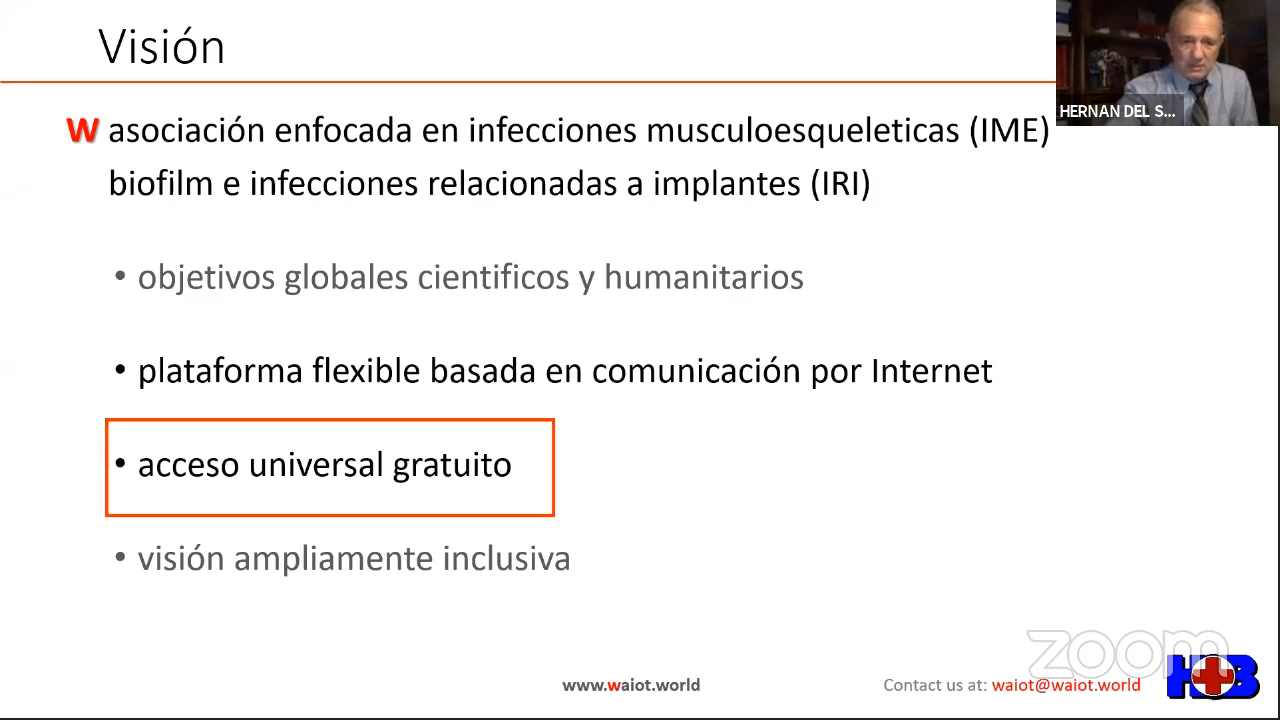 Visión
HERNAN DEL S...
W asociación enfocada en infecciones musculoesqueleticas (IME)
biofilm e infecciones relacionadas a implantes (IRI)
• objetivos globales cientificos y humanitarios
• plataforma flexible basada en comunicación por Internet
• acceso universal gratuito
• visión ampliamente inclusiva
zoom
www.waiot.world
Contact us at: waiot@waiot.world
HB